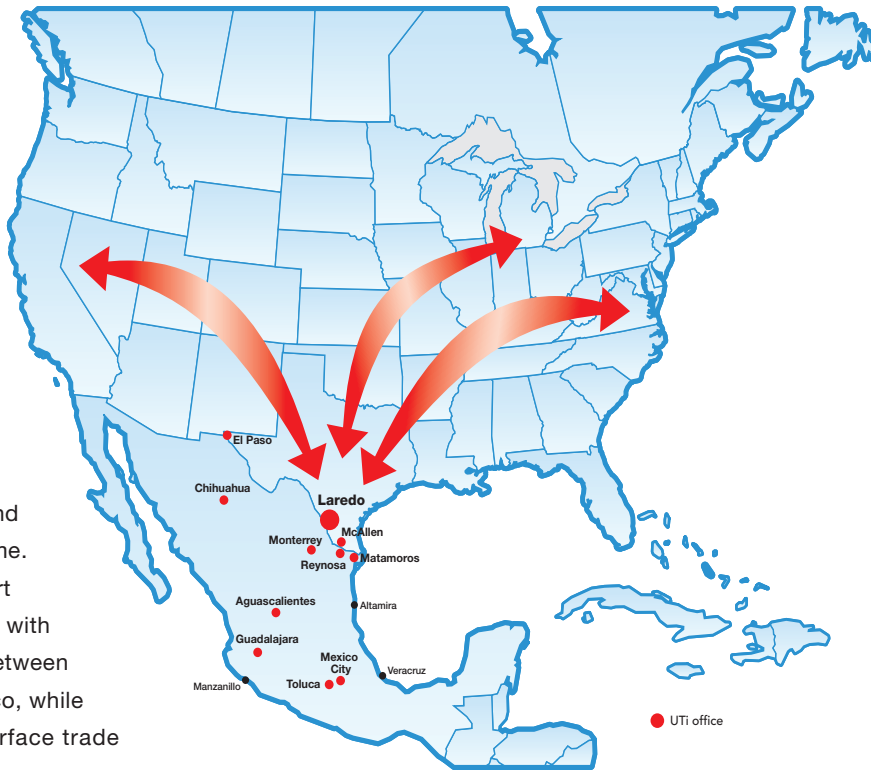 El Paso
Chihuahua
Laredo
McAllen
Monterrey
Reynosa
Matamoros
Altamira
Aguascalientes
Guadalajara
Mexico
City
Toluca
Veracruz
Manzanillo
UTi office
nd
ne.
rt
with
etween
co, while
rface trade